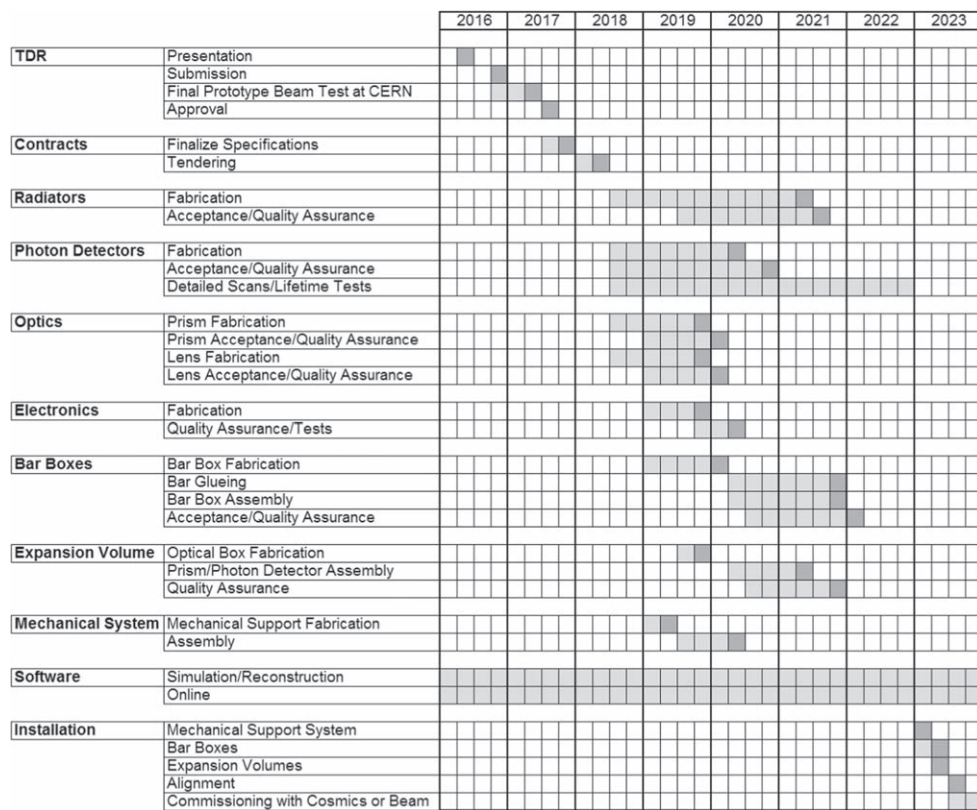 2016 2017 2018 2019 2020 2021 2022 2023
TDR Presentation
Submission
Final Prototype Beam Test at CERN
Approval
Contracts Finalize Specifications
Tendering
Radiators Fabrication
Acceptance/Quality Assurance
Photon Detectors Fabrication
Acceptance/Quality Assurance
Detailed Scans/Lifetime Tests
Optics Prism Fabrication
Prism Acceptance/Quality Assurance
Lens Fabrication
Lens Acceptance/Quality Assurance
Electronics Fabrication
Quality Assurance/Tests
Bar Boxes Bar Box Fabrication
Bar Glueing
Bar Box Assembly
Acceptance/Quality Assurance
Expansion Volume Optical Box Fabrication
Prism/Photon Detector Assembly
Quality Assurance
Mechanical System Mechanical Support Fabrication
Assembly
Software Simulation/Reconstruction
Online
Installation Mechanical Support System
Bar Boxes
Expansion Volumes
Alignment
Commissioning with Cosmics or Beam